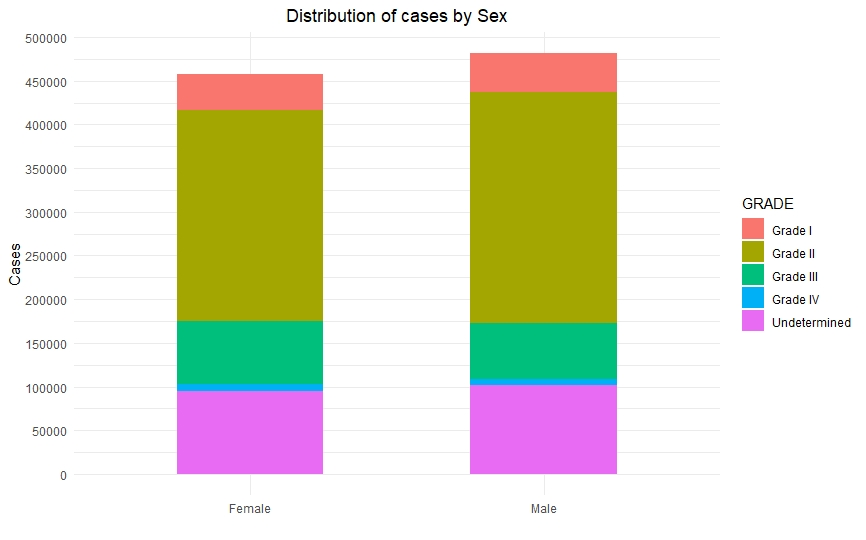 Distribution of cases by Sex
500000
450000
400000
350000
300000
250000
200000
150000
100000
50000
0
Cases
Female
Male
GRADE
Grade I
Grade II
Grade III
Grade IV
Undetermined